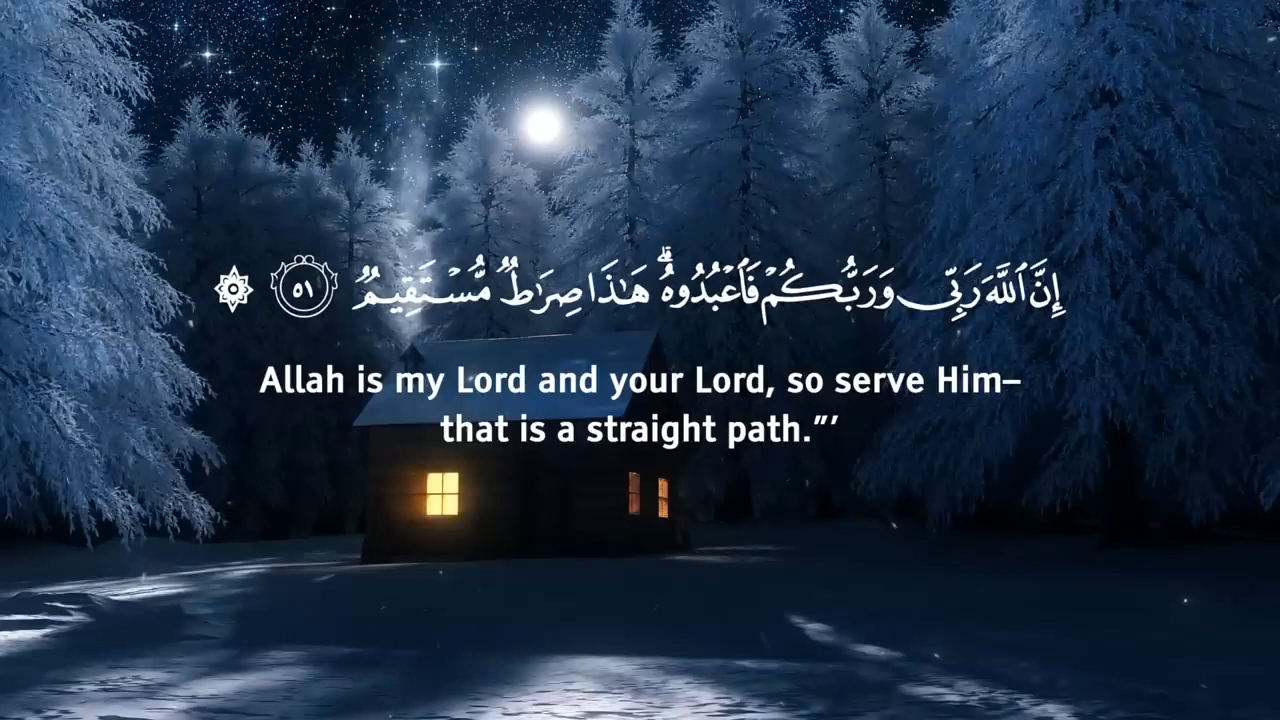 إِنَّ ٱللَّهَ رَبِّى وَرَبُّكُمْ فَٱعْبُدُوهُ ۗ هَـٰذَا صِرَٰطٌ مُّسْتَقِيمٌ ٥١
Allah is my Lord and your Lord, so serve Him–
that is a straight path.”’